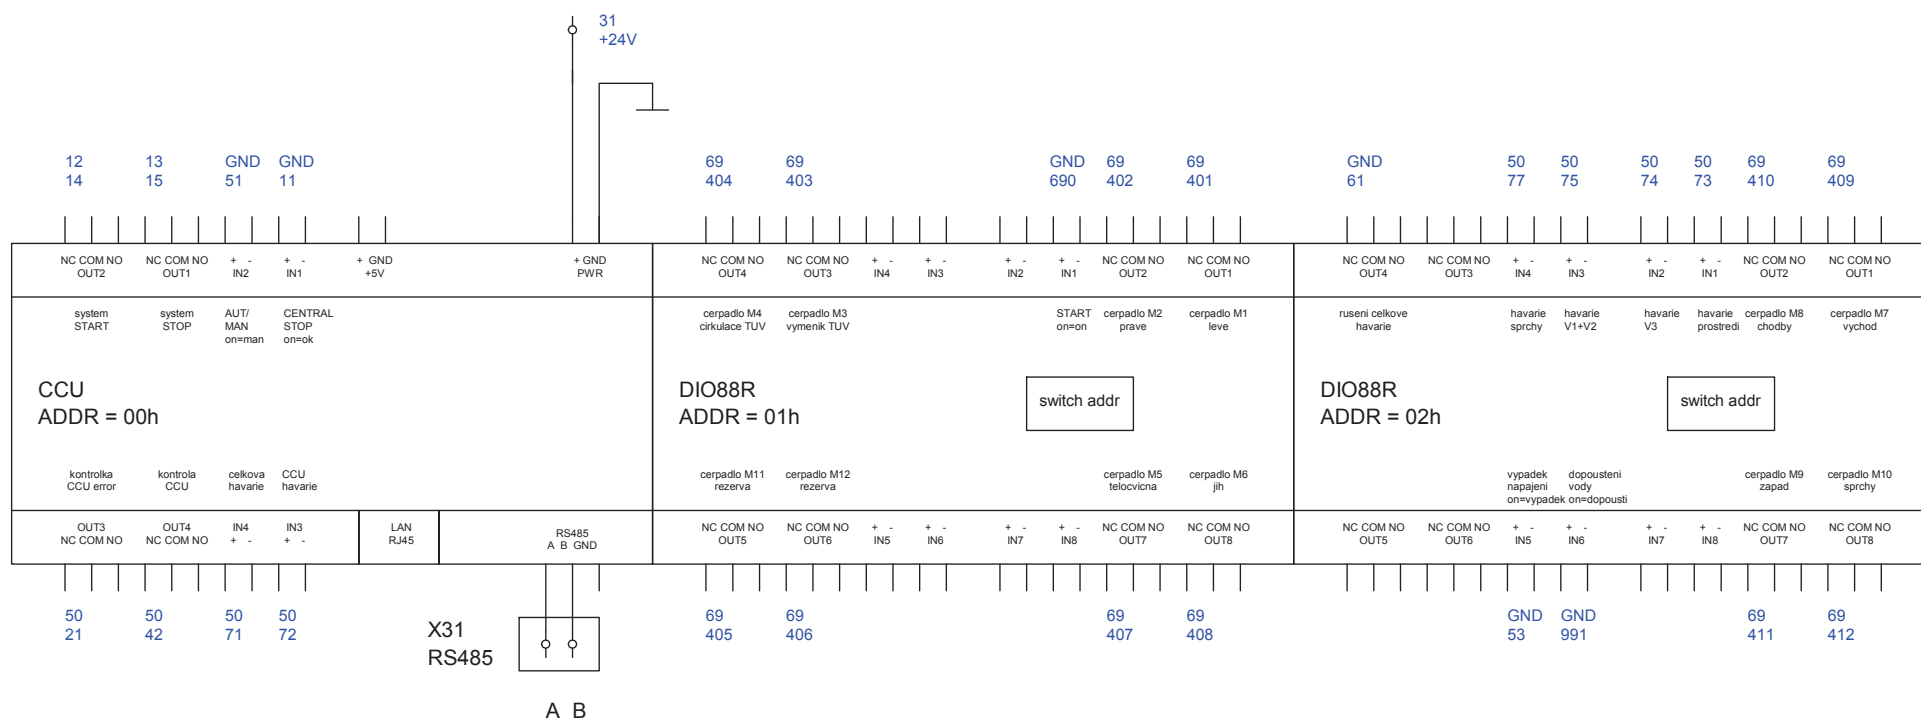 31
+24V
12 13 GND GND 69 69 GND 69 69 GND 50 50 50 50 69 69
14 15 51 11 404 403 690 402 401 61 77 75 74 73 410 409
NC COM NO NC COM NO + - + - + GND + GND NC COM NO NC COM NO + - + - + - + - NC COM NO NC COM NO NC COM NO NC COM NO + - + - + - + - NC COM NO NC COM NO
OUT2 OUT1 IN2 IN1 +5V PWR OUT4 OUT3 IN4 IN3 IN2 IN1 OUT2 OUT1 OUT4 OUT3 IN4 IN3 IN2 IN1 OUT2 OUT1
system system AUT/ CENTRAL cerpadlo M4 cerpadlo M3 START cerpadlo M2 cerpadlo M1 ruseni celkove havarie havarie havarie havarie cerpadlo M8 cerpadlo M7
START STOP MAN STOP cirkulace TUV vymenik TUV on=on prave leve havarie sprchy V1+V2 V3 prostredi chodby vychod
on=man on=ok
CCU DIO88R switch addr DIO88R switch addr
ADDR = 00h ADDR = 01h ADDR = 02h
kontrolka kontrola celkova CCU cerpadlo M11 cerpadlo M12 cerpadlo M5 cerpadlo M6 vypadek dopousteni cerpadlo M9 cerpadlo M10
CCU error CCU havarie havarie rezerva rezerva telocvicna jih napajeni vody zapad sprchy
on=vypadek on=dopousti
OUT3 OUT4 IN4 IN3 LAN RS485 NC COM NO NC COM NO + - + - + - + - NC COM NO NC COM NO NC COM NO NC COM NO + - + - + - + - NC COM NO NC COM NO
NC COM NO NC COM NO + - + - RJ45 A B GND OUT5 OUT6 IN5 IN6 IN7 IN8 OUT7 OUT8 OUT5 OUT6 IN5 IN6 IN7 IN8 OUT7 OUT8
50 50 50 50 69 69 69 69 GND GND 69 69
21 42 71 72 405 406 407 408 53 991 411 412
X31
RS485
A B